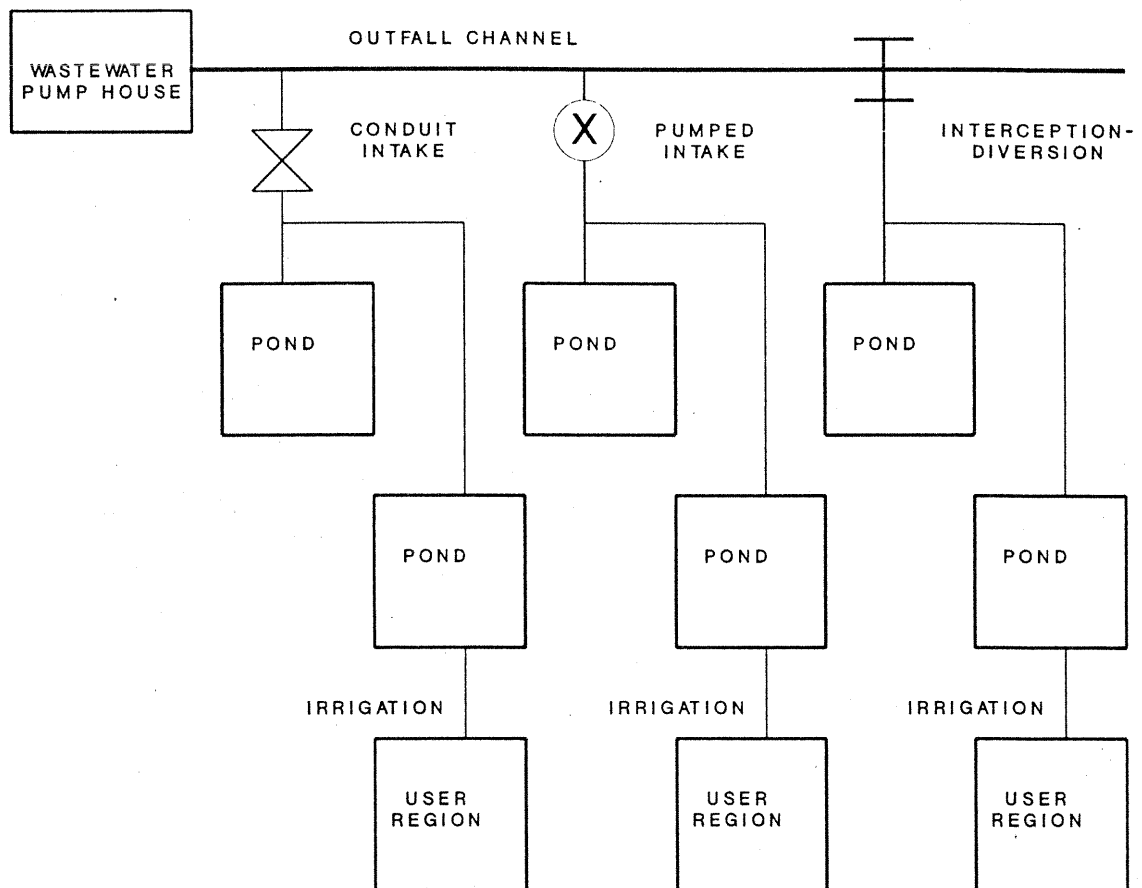 OUTFALL CHANNEL
WASTEWATER
PUMP HOUSE
CONDUIT
INTAKE
X
PUMPED
INTAKE
INTERCEPTION-
DIVERSION
POND
POND
POND
POND
POND
POND
IRRIGATION
IRRIGATION
IRRIGATION
USER
REGION
USER
REGION
USER
REGION